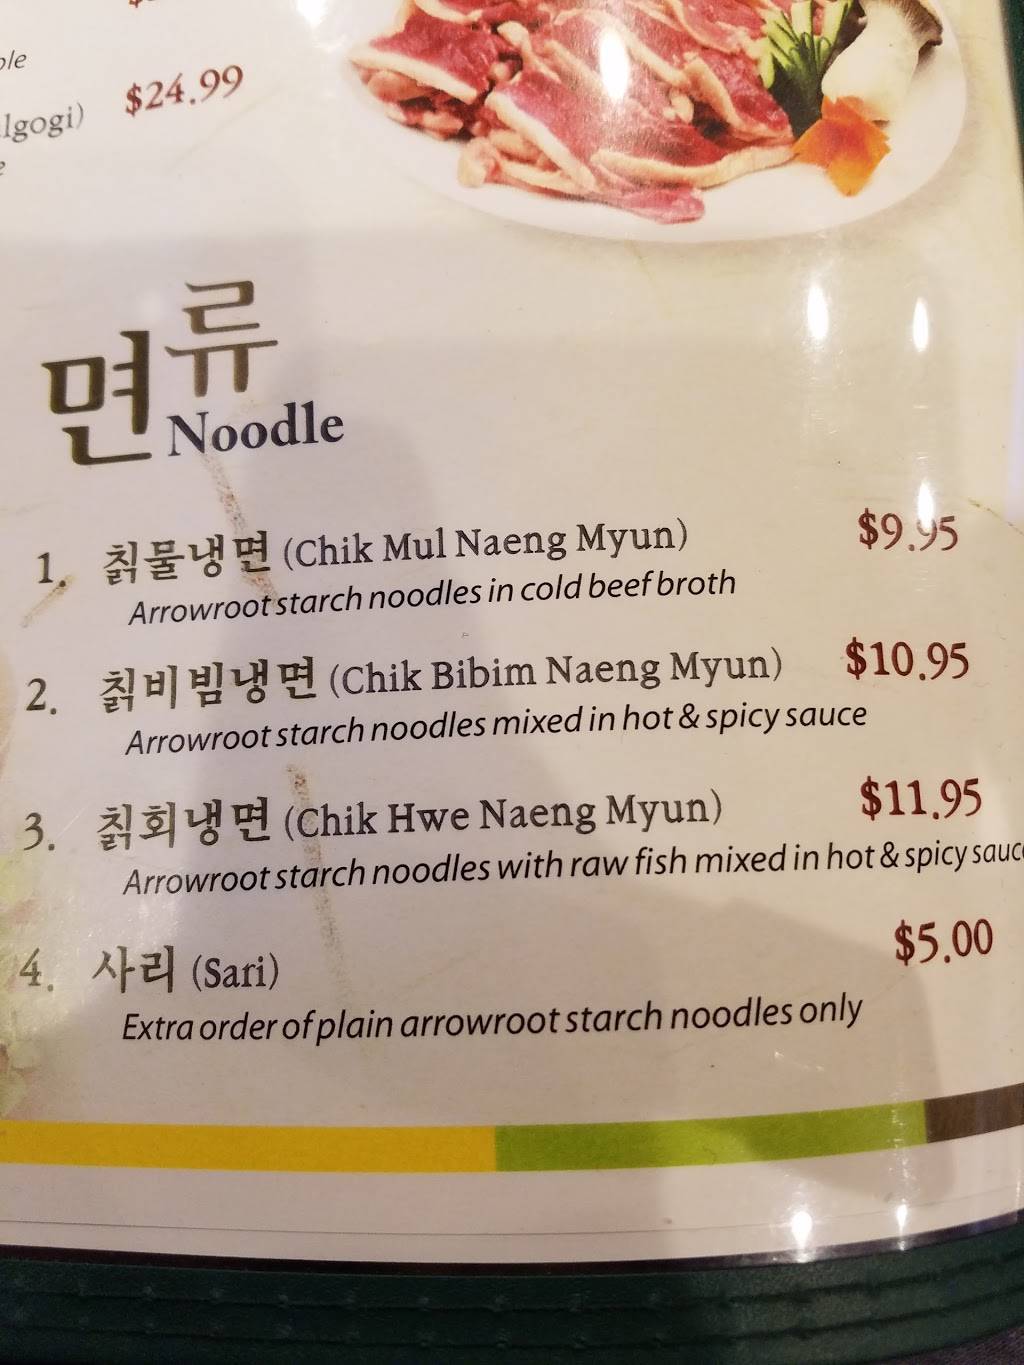 $24.99
면류
Noodle
1. 칡물냉면 (Chik Mul Naeng Myun) $9.95
Arrowroot starch noodles in cold beef broth
2. 칡비빔냉면 (Chik Bibim Naeng Myun) $10.95
Arrowroot starch noodles mixed in hot & spicy sauce
3. 칡회냉면 (Chik Hwe Naeng Myun) $11.95
Arrowroot starch noodles with raw fish mixed in hot & spicy
4. 사리 (Sari) $5.00
Extra order of plain arrowroot starch noodles only